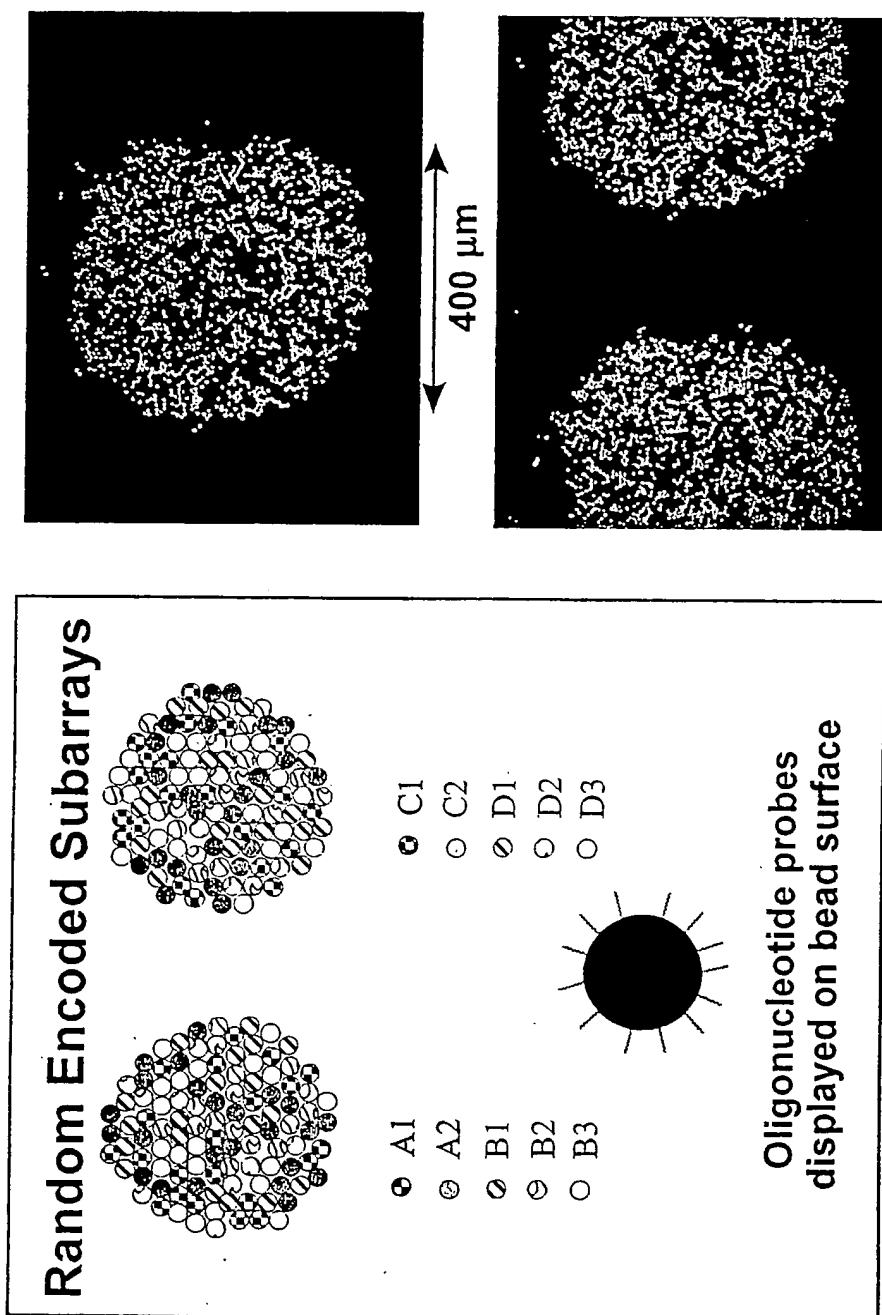 Random Encoded Subarrays
A1
A2
B1
B2
B3
C1
C2
D1
D2
D3
Oligonucleotide probes
displayed on bead surface
400 μm